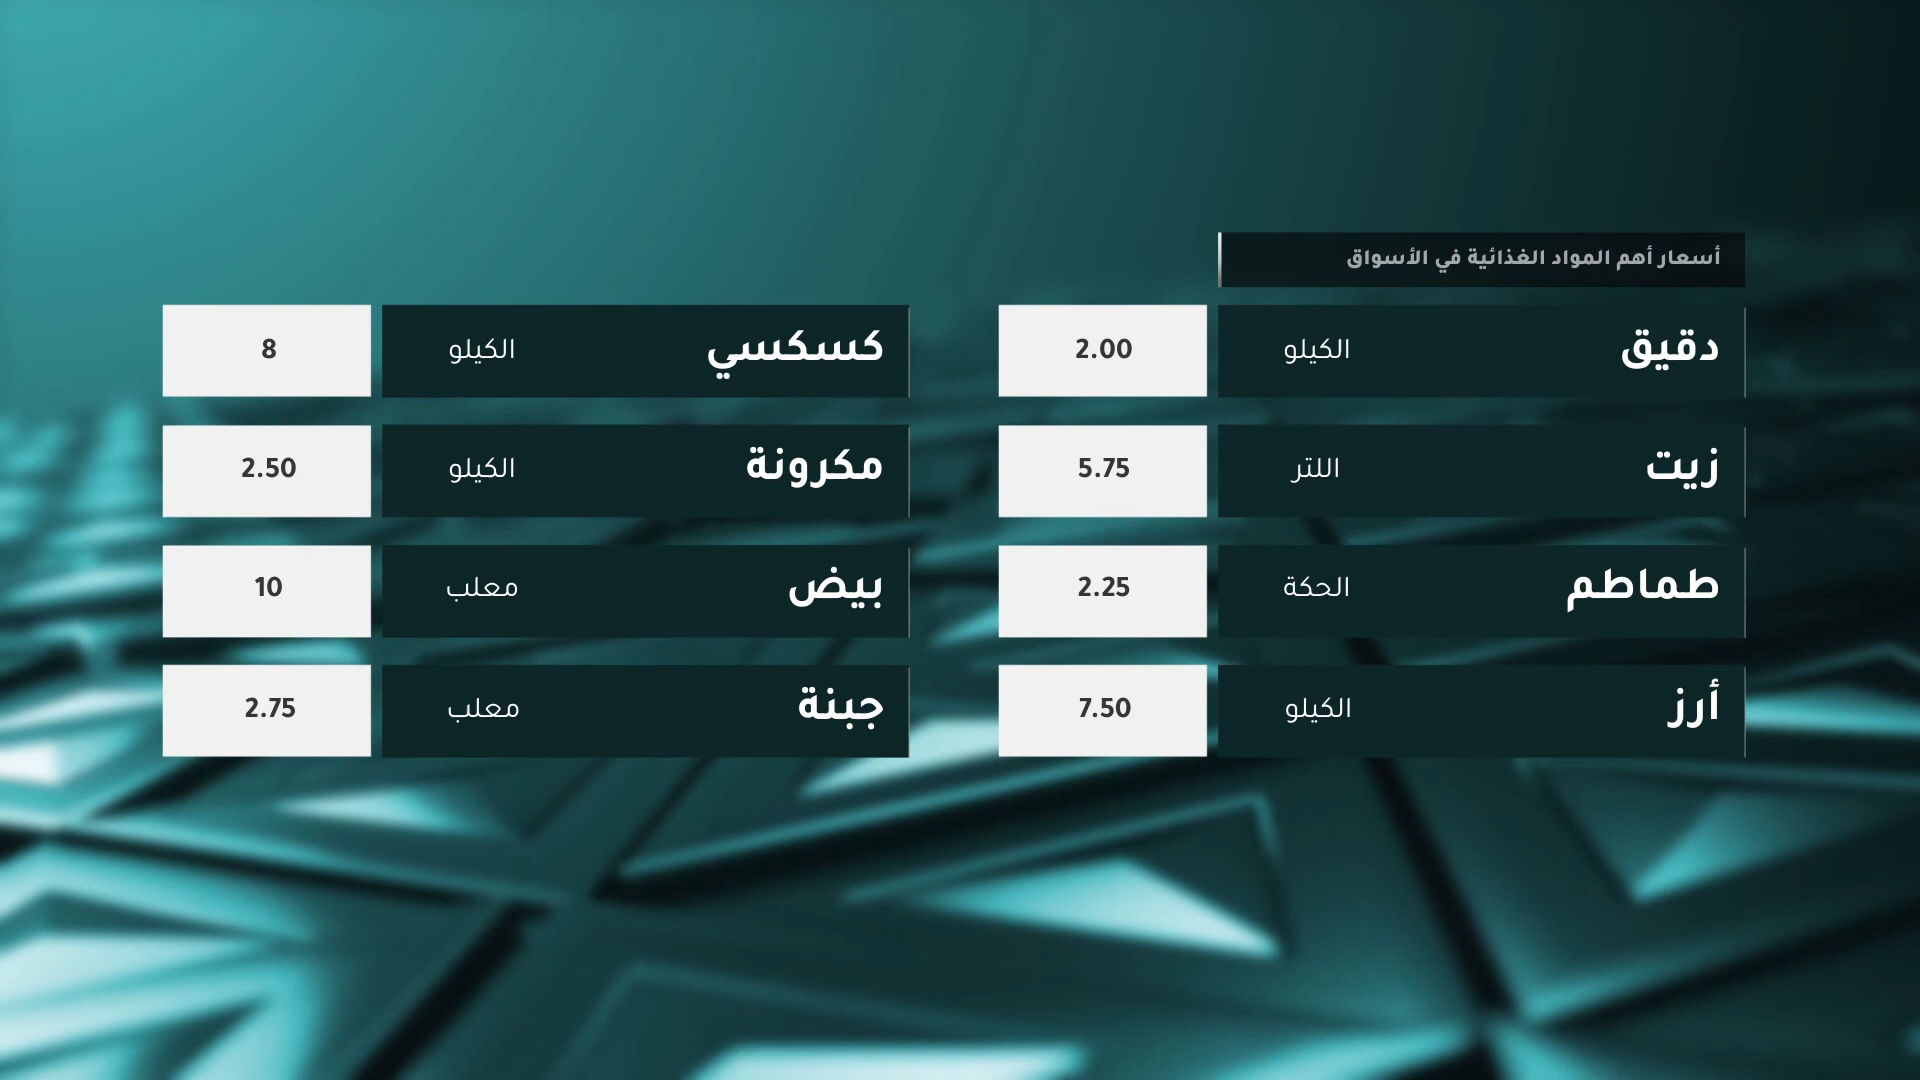 أسعار أهم المواد الغذائية في الأسواق
دقيق الكيلو 2.00
زيت اللتر 5.75
طماطم الحكة 2.25
أرز الكيلو 7.50
كسكسي الكيلو 8
مكرونة الكيلو 2.50
بيض معلب 10
جبنة معلب 2.75